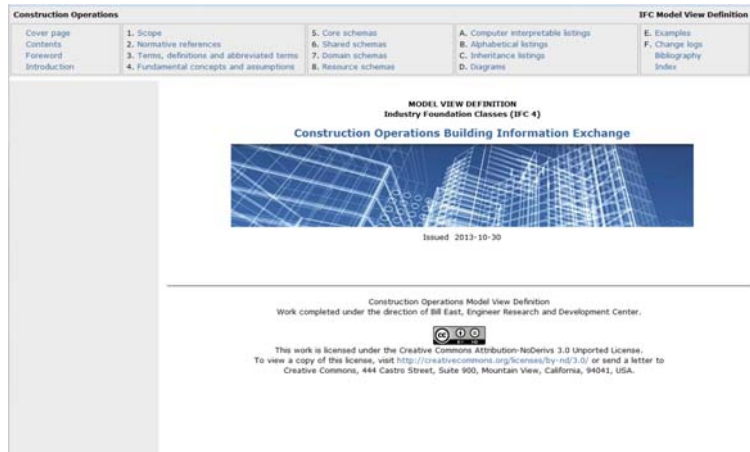 Construction Operations
IFC Model View Definition
Cover page
Contents
Foreword
Introduction
1. Scope
2. Normative references
3. Terms, definitions and abbreviated terms
4. Fundamental concepts and assumptions
5. Core schemas
6. Shared schemas
7. Domain schemas
8. Resource schemas
A. Computer interpretable listings
B. Alphabetical listings
C. Inheritance listings
D. Diagrams
E. Examples
F. Change logs
Bibliography
Index
MODEL VIEW DEFINITION
Industry Foundation Classes (IFC 4)
Construction Operations Building Information Exchange
Issued 2013-10-30
Construction Operations Model View Definition
Work completed under the direction of Bill East, Engineer Research and Development Center.
cc
BY ND
This work is licensed under the Creative Commons Attribution-NoDerivs 3.0 Unported License.
To view a copy of this license, visit http://creativecommons.org/licenses/by-nd/3.0/ or send a letter to
Creative Commons, 444 Castro Street, Suite 900, Mountain View, California, 94041, USA.